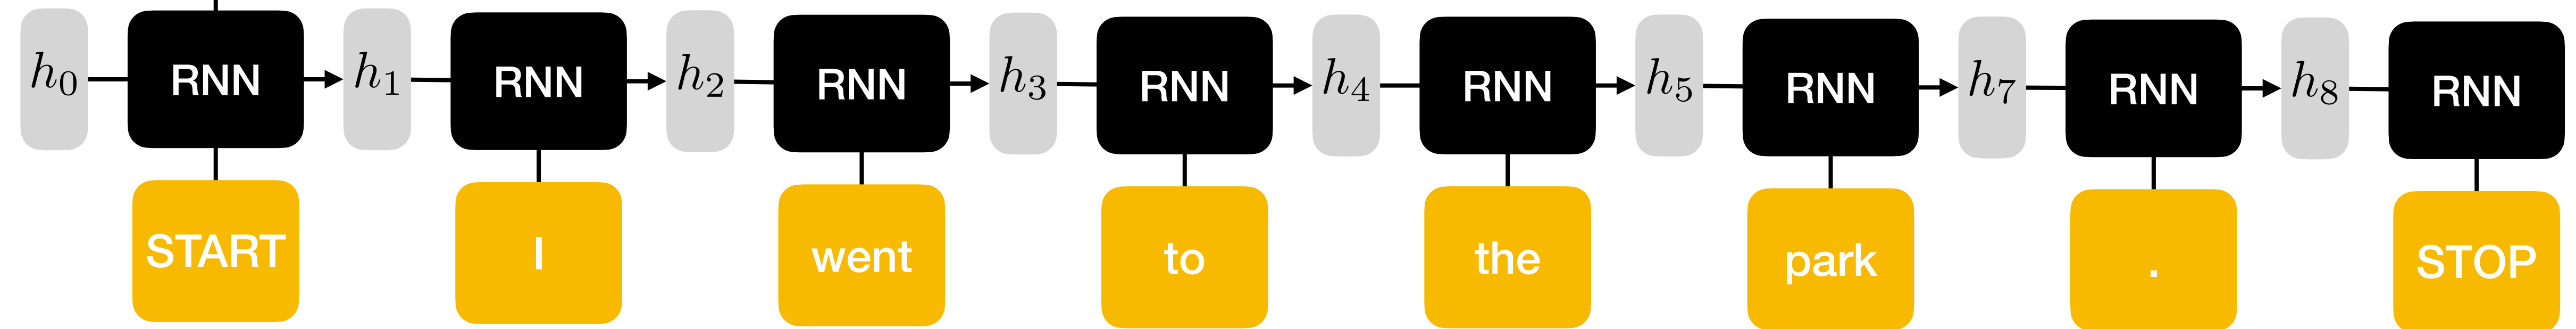 h₀ RNN h₁ RNN h₂ RNN h₃ RNN h₄ RNN h₅ RNN h₇ RNN h₈ RNN
START I went to the park . STOP